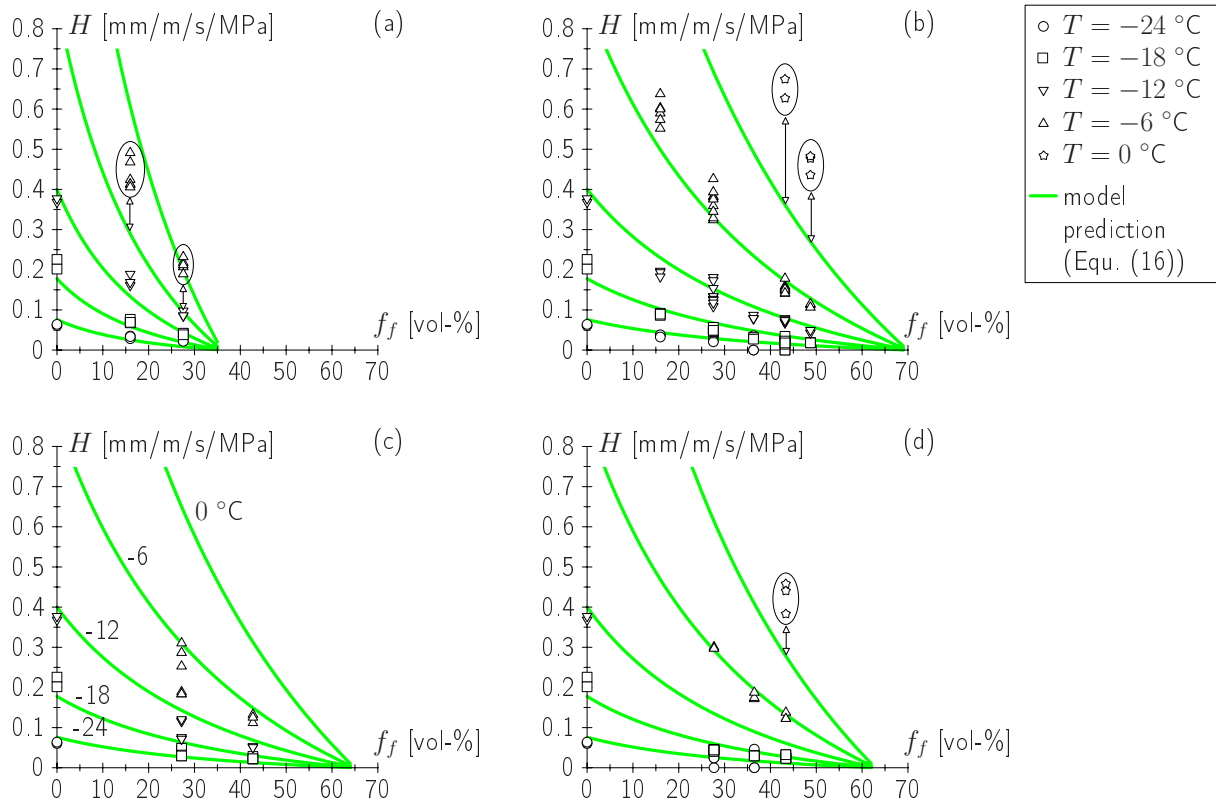 H [mm/m/s/MPa] (a)
0.8
0.7
0.6
0.5
0.4
0.3
0.2
0.1
0
f_f [vol-%]
0 10 20 30 40 50 60 70
H [mm/m/s/MPa] (b)
0.8
0.7
0.6
0.5
0.4
0.3
0.2
0.1
0
f_f [vol-%]
0 10 20 30 40 50 60 70
T = −24 °C
T = −18 °C
T = −12 °C
T = −6 °C
T = 0 °C
model
prediction
(Equ. (16))
H [mm/m/s/MPa] (c)
0.8
0.7
0.6
0.5
0.4
0.3
0.2
0.1
0
0 °C
-6
-12
-18
-24
f_f [vol-%]
0 10 20 30 40 50 60 70
H [mm/m/s/MPa] (d)
0.8
0.7
0.6
0.5
0.4
0.3
0.2
0.1
0
f_f [vol-%]
0 10 20 30 40 50 60 70